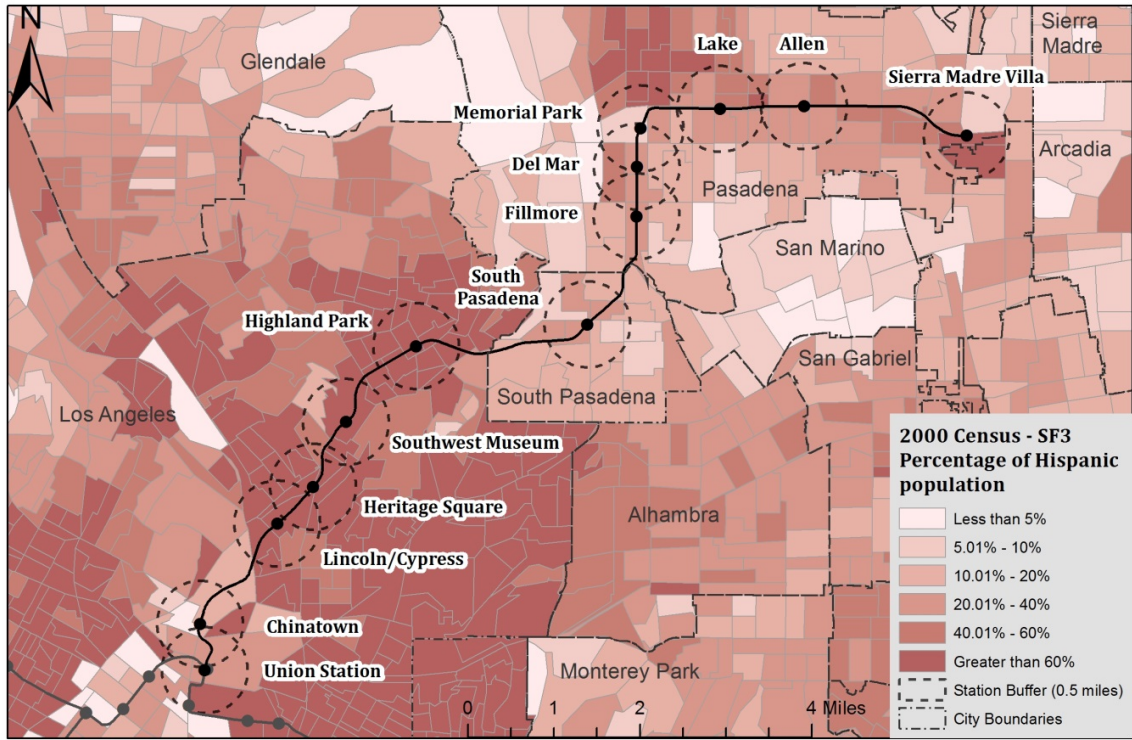 N
Glendale
Lake
Allen
Sierra
Madre
Sierra Madre Villa
Memorial Park
Arcadia
Del Mar
Pasadena
Fillmore
San Marino
South
Pasadena
Highland Park
San Gabriel
South Pasadena
Los Angeles
Southwest Museum
Heritage Square
Alhambra
Lincoln/Cypress
Chinatown
Union Station
Monterey Park
0 1 2 4 Miles
2000 Census - SF3
Percentage of Hispanic
population
Less than 5%
5.01% - 10%
10.01% - 20%
20.01% - 40%
40.01% - 60%
Greater than 60%
Station Buffer (0.5 miles)
City Boundaries